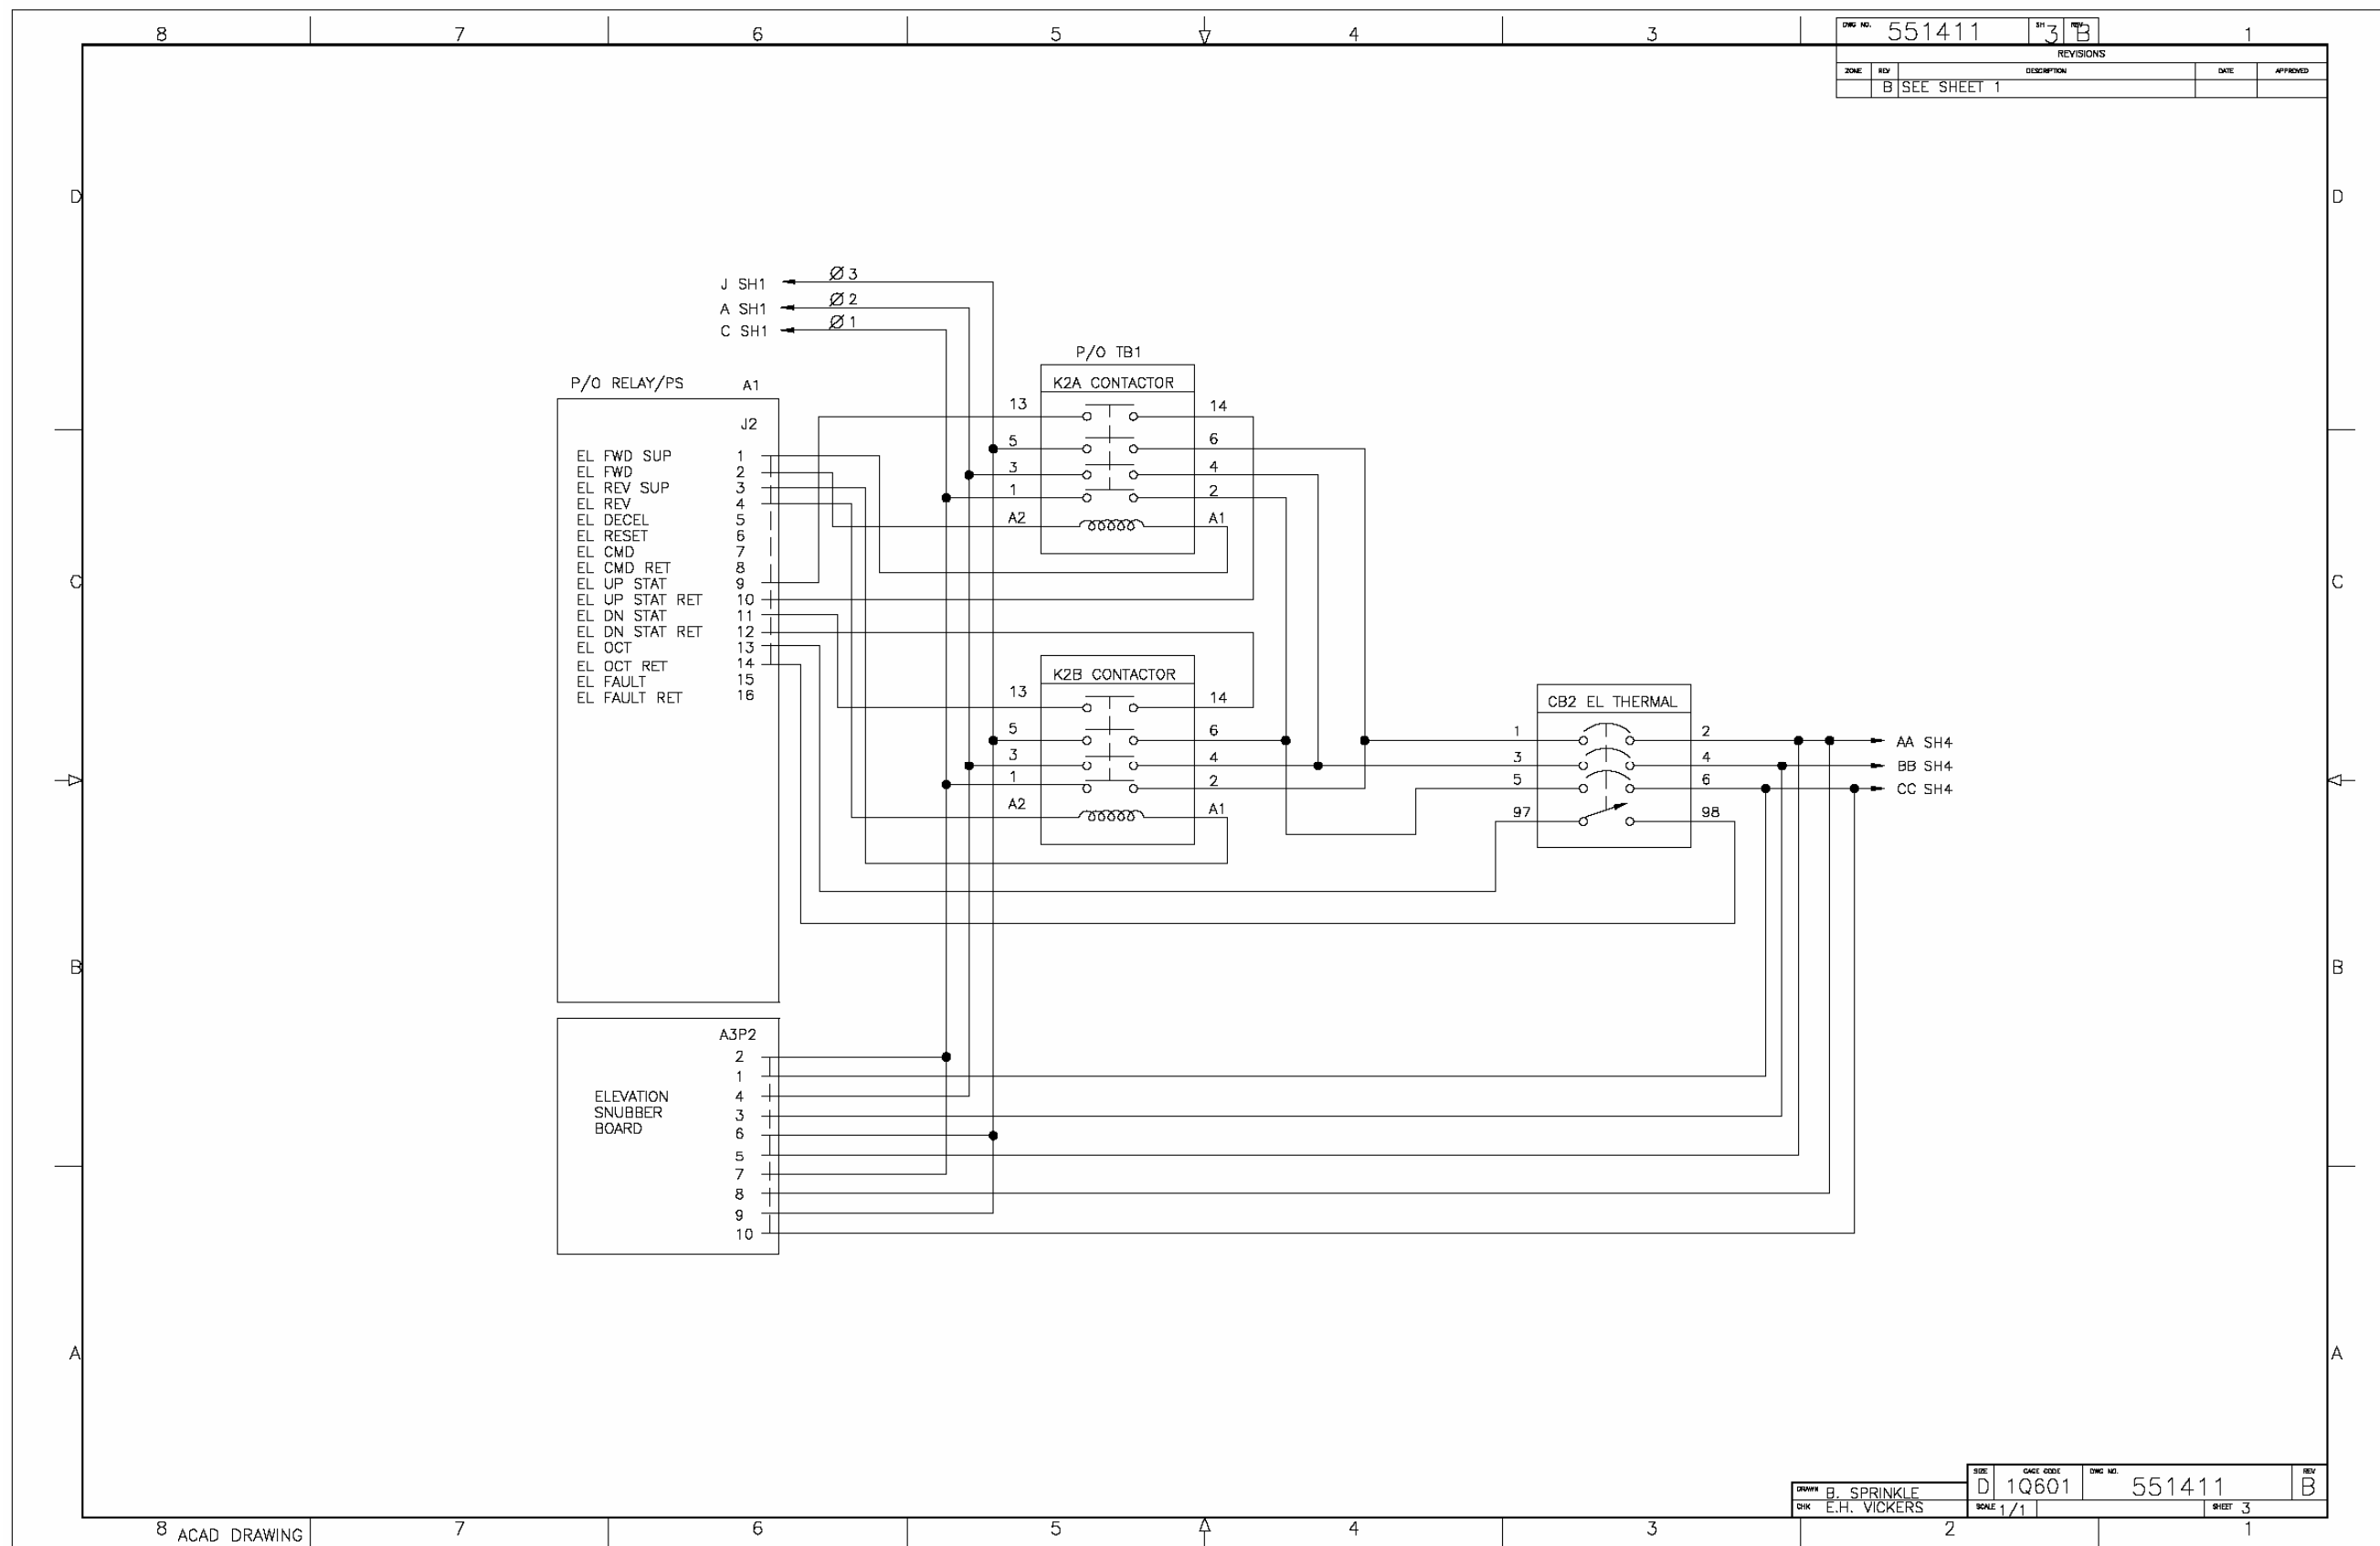 8 7 6 5 4 3 1
DWG NO. 551411 SH 3 REV B
REVISIONS
ZONE REV DESCRIPTION DATE APPROVED
B SEE SHEET 1
D D
J SH1 Ø 3
A SH1 Ø 2
C SH1 Ø 1
P/O TB1
P/O RELAY/PS A1
J2
EL FWD SUP 1
EL FWD 2
EL REV SUP 3
EL REV 4
EL DECEL 5
EL RESET 6
EL CMD 7
EL CMD RET 8
EL UP STAT 9
EL UP STAT RET 10
EL DN STAT 11
EL DN STAT RET 12
EL OCT 13
EL OCT RET 14
EL FAULT 15
EL FAULT RET 16
K2A CONTACTOR
13 14
5 6
3 4
1 2
A2 A1
C C
K2B CONTACTOR
13 14
5 6
3 4
1 2
A2 A1
CB2 EL THERMAL
1 2 AA SH4
3 4 BB SH4
5 6 CC SH4
97 98
B B
A3P2
2
1
4
3
6
5
7
8
9
10
ELEVATION
SNUBBER
BOARD
A A
DRAWN B. SPRINKLE
CHK E.H. VICKERS
SIZE D CAGE CODE 1Q601 DWG NO. 551411 REV B
SCALE 1/1 SHEET 3
8 ACAD DRAWING 7 6 5 4 3 2 1